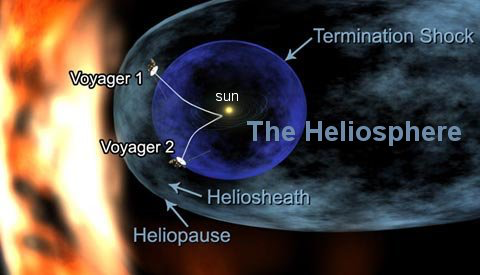 Termination Shock
Voyager 1
sun
The Heliosphere
Voyager 2
Heliosheath
Heliopause